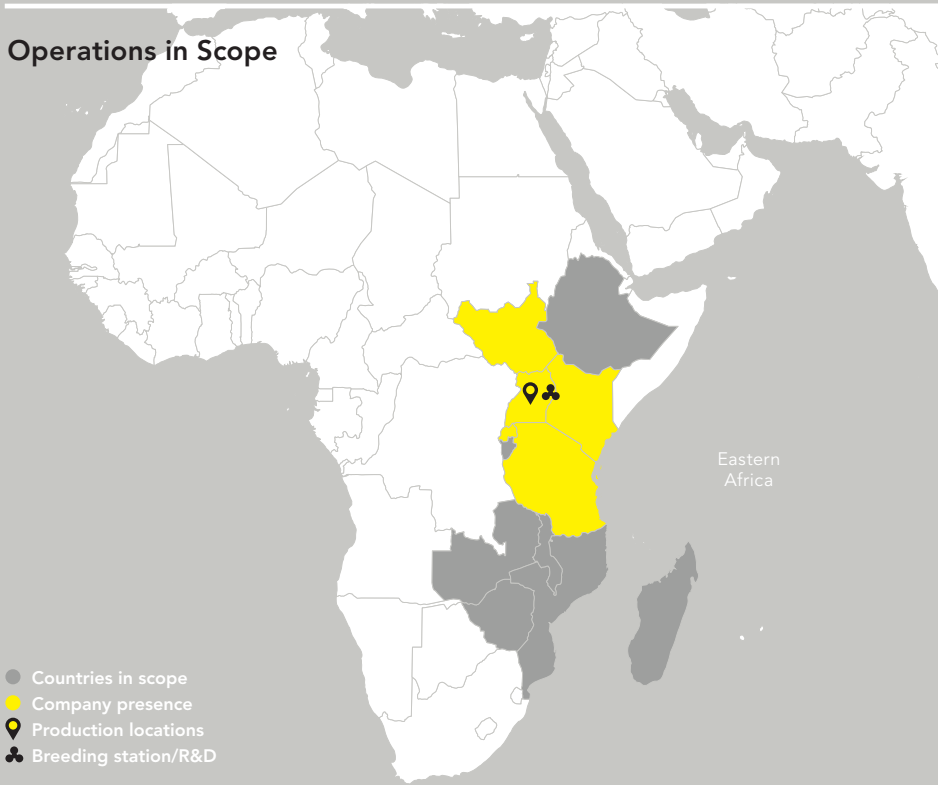 Operations in Scope
Eastern
Africa
Countries in scope
Company presence
Production locations
Breeding station/R&D